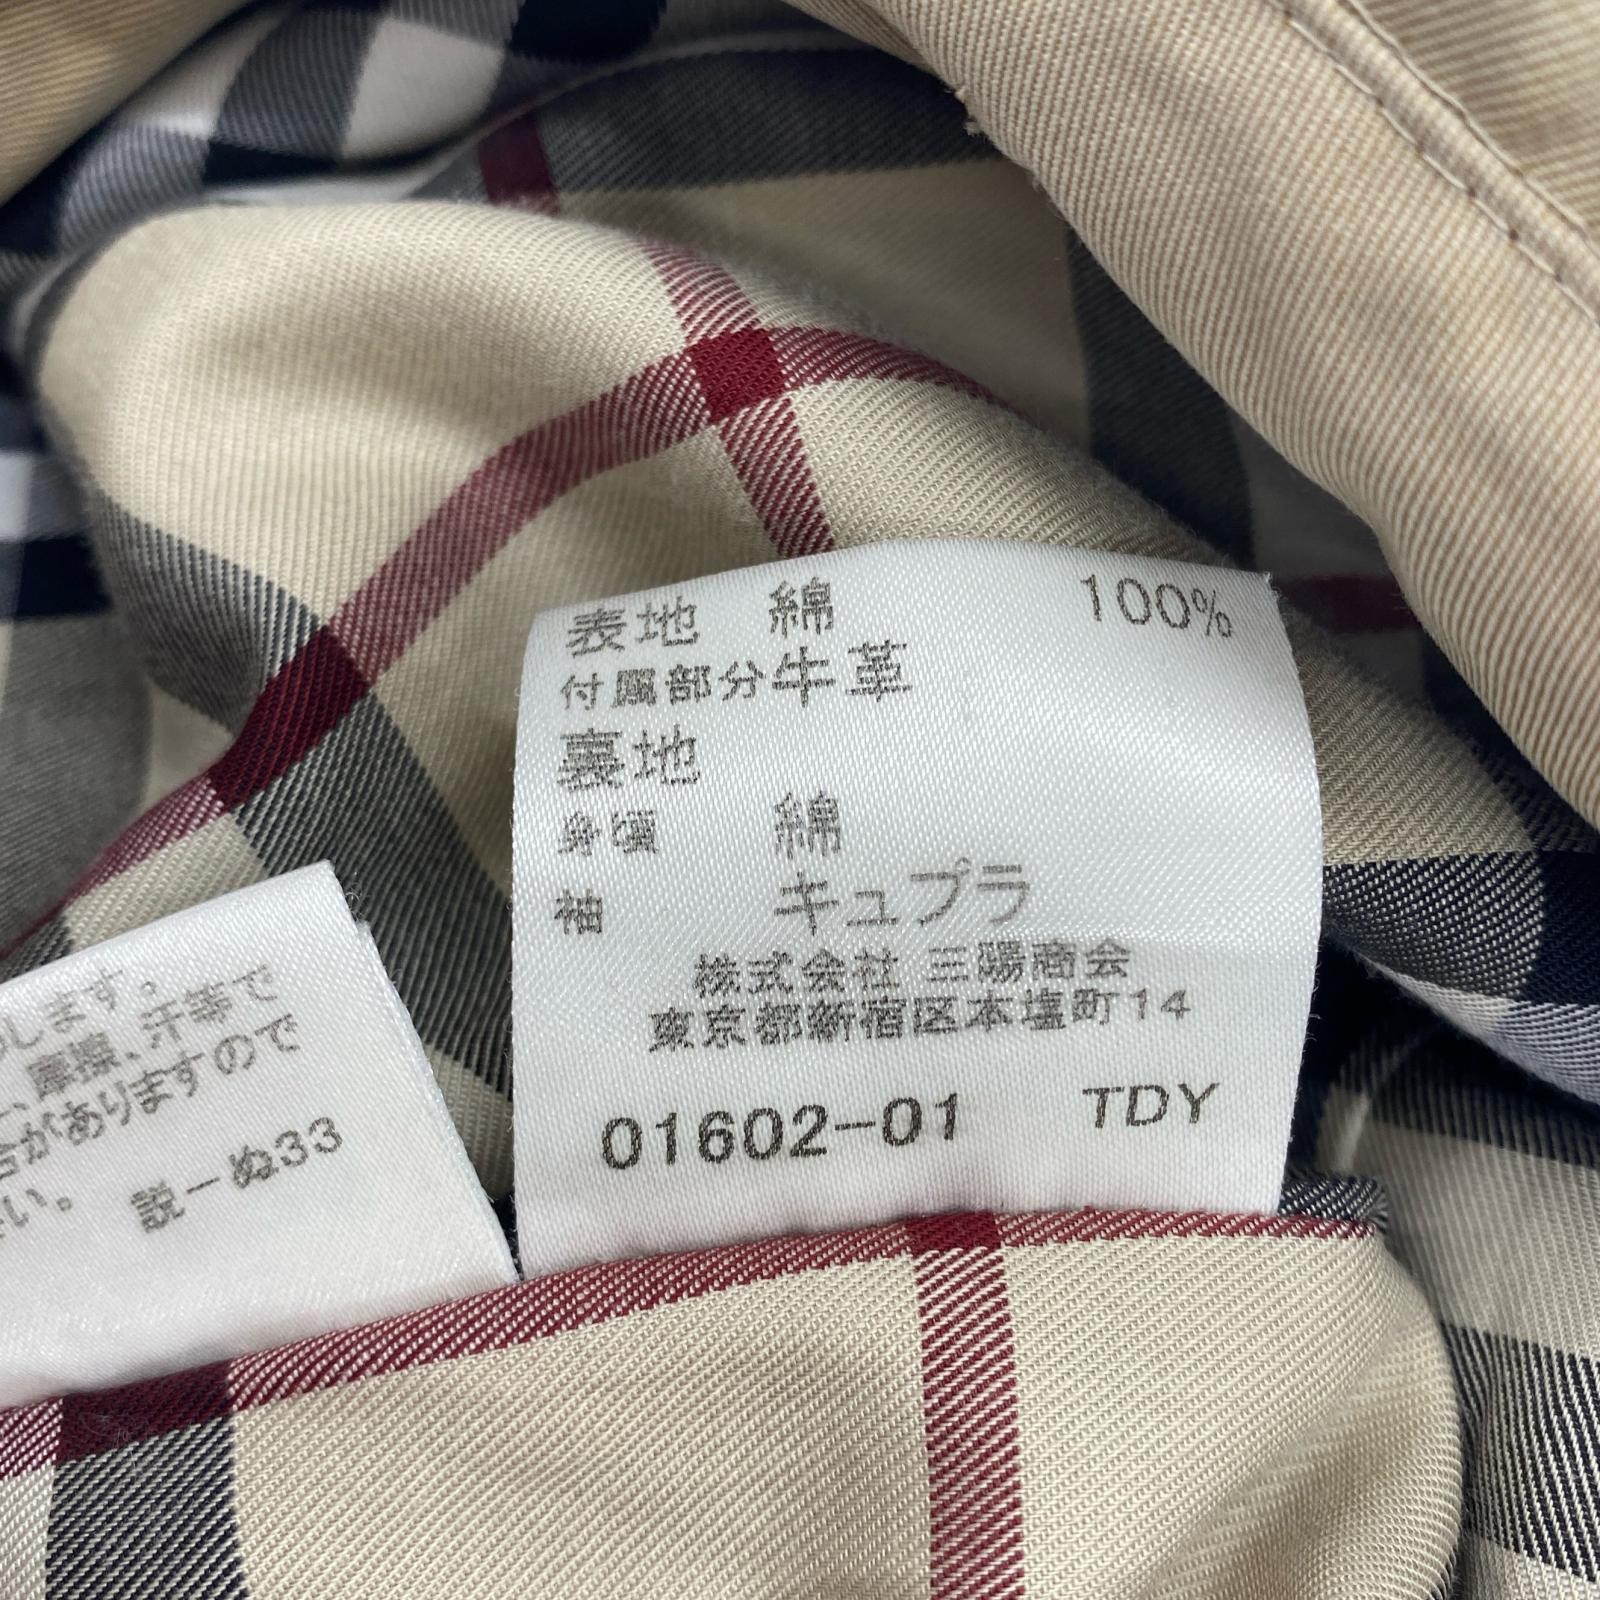 表地 綿 100%
付属部分牛革
裏地
身頃 綿
袖 キュプラ
株式会社 三陽商会
東京都新宿区本塩町14
01602-01 TDY
します。
摩擦、汗等で
がありますので
い。 説ーぬ33